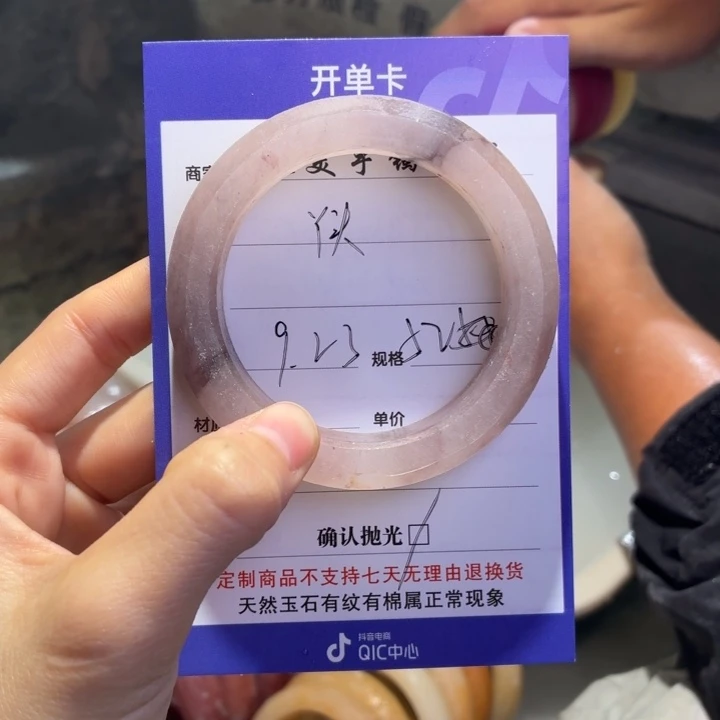 开单卡
商
手镯
9.23 规格 52
单价
确认抛光
定制商品不支持七天无理由退换货
天然玉石有纹有棉属正常现象
抖音电商
QIC中心